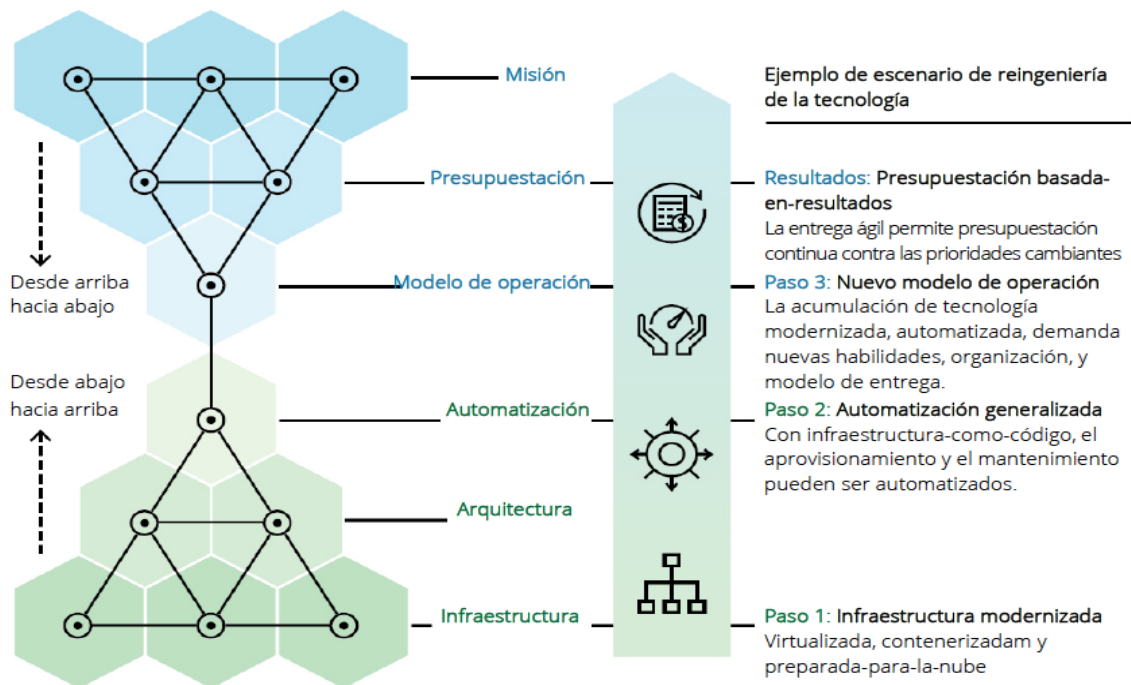 Misión
Ejemplo de escenario de reingeniería
de la tecnología
Presupuestación
Resultados: Presupuestación basada-
en-resultados
La entrega ágil permite presupuestación
continua contra las prioridades cambiantes
Desde arriba
hacia abajo
Modelo de operación
Paso 3: Nuevo modelo de operación
La acumulación de tecnología
modernizada, automatizada, demanda
nuevas habilidades, organización, y
modelo de entrega.
Desde abajo
hacia arriba
Automatización
Paso 2: Automatización generalizada
Con infraestructura-como-código, el
aprovisionamiento y el mantenimiento
pueden ser automatizados.
Arquitectura
Infraestructura
Paso 1: Infraestructura modernizada
Virtualizada, contenerizadam y
preparada-para-la-nube
$